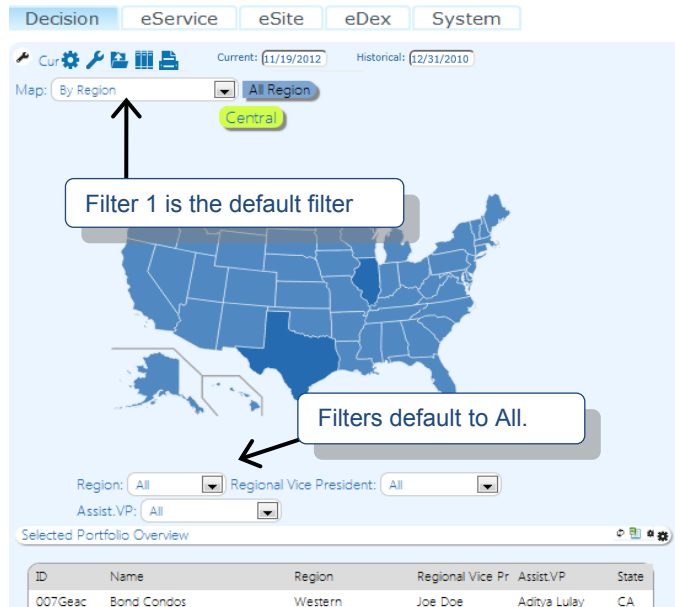 Decision eService eSite eDex System
Cur Current: 11/19/2012 Historical: 12/31/2010
Map: By Region All Region
Central
Filter 1 is the default filter
Filters default to All.
Region: All Regional Vice President: All
Assist.VP: All
Selected Portfolio Overview
ID Name Region Regional Vice Pr Assist.VP State
007Geac Bond Condos Western Joe Doe Aditya Lulay CA